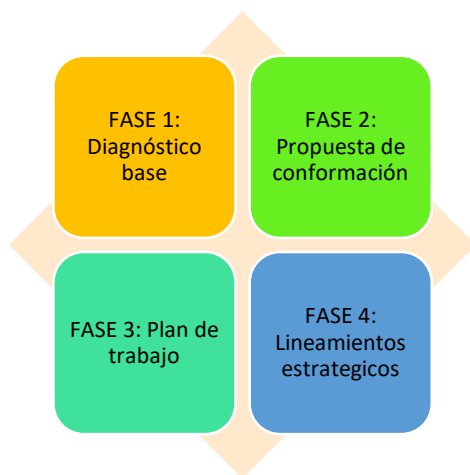 FASE 1:
Diagnóstico
base
FASE 2:
Propuesta de
conformación
FASE 3: Plan de
trabajo
FASE 4:
Lineamientos
estrategicos